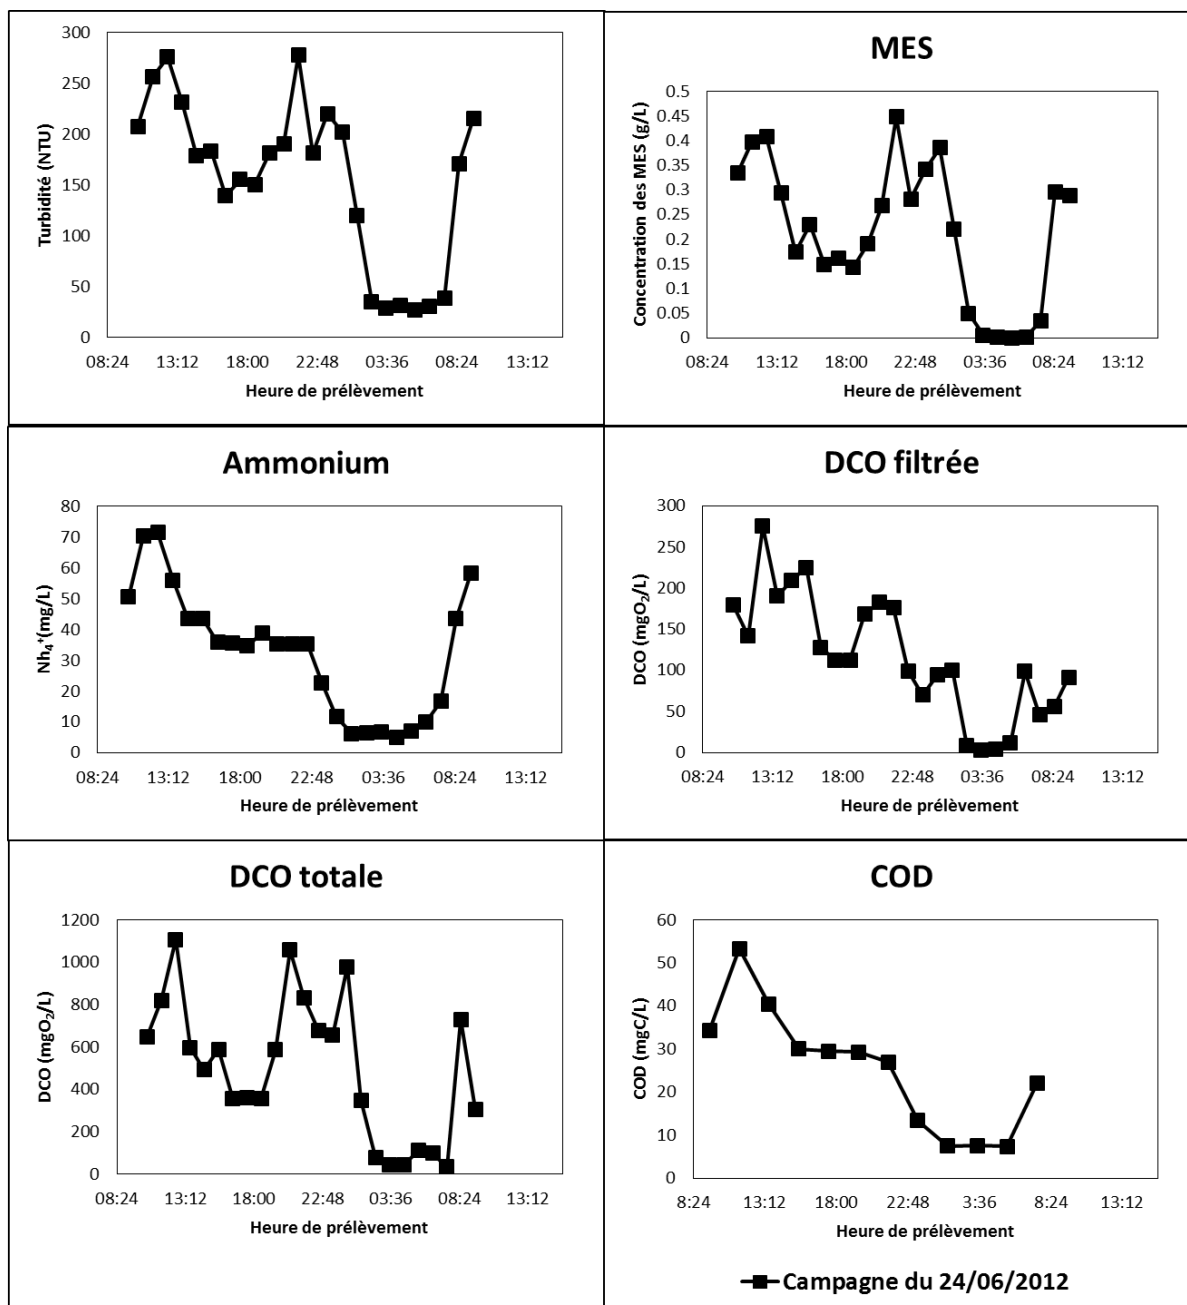 300
250
200
150
100
50
0
Turbidité (NTU)
08:24 13:12 18:00 22:48 03:36 08:24 13:12
Heure de prélèvement
MES
0.5
0.45
0.4
0.35
0.3
0.25
0.2
0.15
0.1
0.05
0
Concentration des MES (g/L)
08:24 13:12 18:00 22:48 03:36 08:24 13:12
Heure de prélèvement
Ammonium
80
70
60
50
40
30
20
10
0
Nh₄⁺(mg/L)
08:24 13:12 18:00 22:48 03:36 08:24 13:12
Heure de prélèvement
DCO filtrée
300
250
200
150
100
50
0
DCO (mgO₂/L)
08:24 13:12 18:00 22:48 03:36 08:24 13:12
Heure de prélèvement
DCO totale
1200
1000
800
600
400
200
0
DCO (mgO₂/L)
08:24 13:12 18:00 22:48 03:36 08:24 13:12
Heure de prélèvement
COD
60
50
40
30
20
10
0
COD (mgC/L)
8:24 13:12 18:00 22:48 3:36 8:24 13:12
Heure de prélèvement
Campagne du 24/06/2012